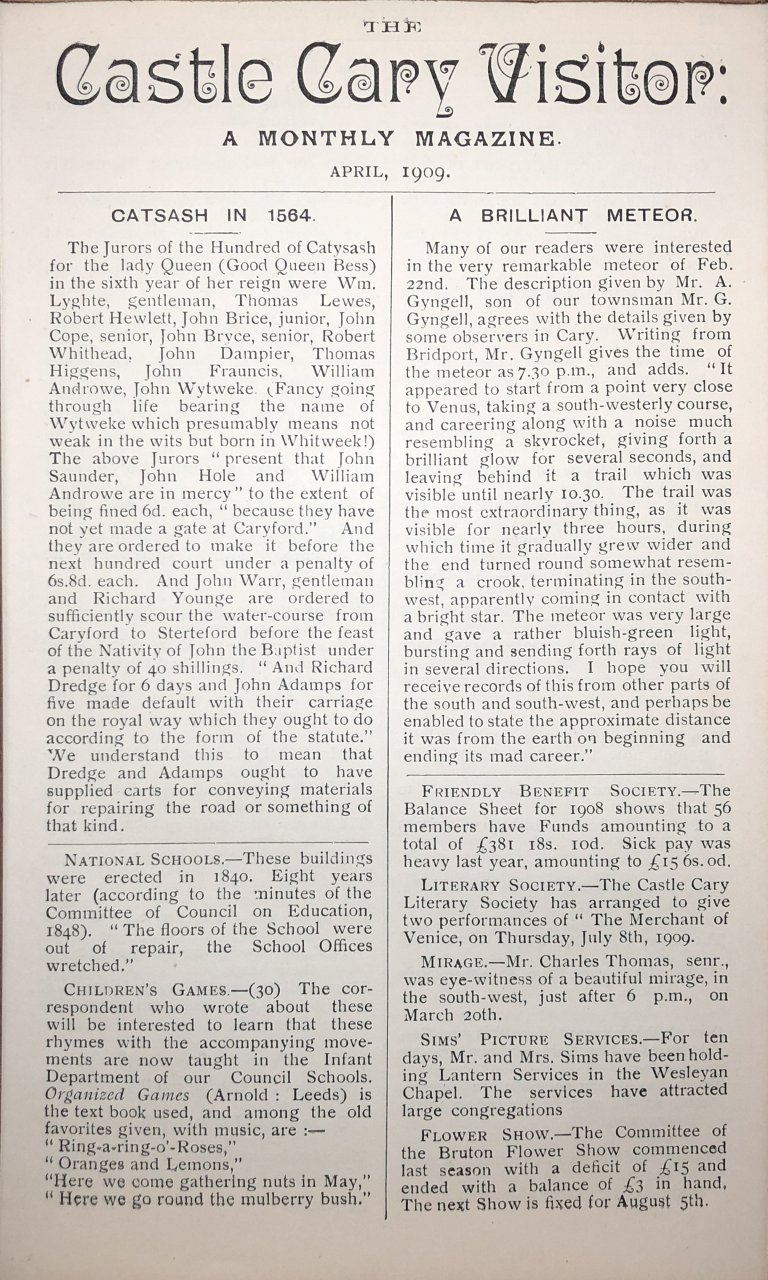 THE
Castle Cary Visitor:
A MONTHLY MAGAZINE.
APRIL, 1909.
CATSASH IN 1564.
The Jurors of the Hundred of Catysash
for the lady Queen (Good Queen Bess)
in the sixth year of her reign were Wm.
Lyghte, gentleman, Thomas Lewes,
Robert Hewlett, John Brice, junior, John
Cope, senior, John Bryce, senior, Robert
Whithead, John Dampier, Thomas
Higgens, John Frauncis, William
Androwe, John Wytweke. (Fancy going
through life bearing the name of
Wytweke which presumably means not
weak in the wits but born in Whitweek!)
The above Jurors “ present that John
Saunder, John Hole and William
Androwe are in mercy ” to the extent of
being fined 6d. each, “ because they have
not yet made a gate at Caryford.” And
they are ordered to make it before the
next hundred court under a penalty of
6s.8d. each. And John Warr, gentleman
and Richard Younge are ordered to
sufficiently scour the water-course from
Caryford to Sterteford before the feast
of the Nativity of John the Baptist under
a penalty of 40 shillings. “ And Richard
Dredge for 6 days and John Adamps for
five made default with their carriage
on the royal way which they ought to do
according to the form of the statute.”
We understand this to mean that
Dredge and Adamps ought to have
supplied carts for conveying materials
for repairing the road or something of
that kind.
NATIONAL SCHOOLS.—These buildings
were erected in 1840. Eight years
later (according to the minutes of the
Committee of Council on Education,
1848). “ The floors of the School were
out of repair, the School Offices
wretched.”
CHILDREN'S GAMES.—(30) The cor-
respondent who wrote about these
will be interested to learn that these
rhymes with the accompanying move-
ments are now taught in the Infant
Department of our Council Schools.
Organized Games (Arnold : Leeds) is
the text book used, and among the old
favorites given, with music, are :—
“ Ring-a-ring-o'-Roses,”
“ Oranges and Lemons,”
“Here we come gathering nuts in May,”
“ Here we go round the mulberry bush.”
A BRILLIANT METEOR.
Many of our readers were interested
in the very remarkable meteor of Feb.
22nd. The description given by Mr. A.
Gyngell, son of our townsman Mr. G.
Gyngell, agrees with the details given by
some observers in Cary. Writing from
Bridport, Mr. Gyngell gives the time of
the meteor as 7.30 p.m., and adds. “ It
appeared to start from a point very close
to Venus, taking a south-westerly course,
and careering along with a noise much
resembling a skyrocket, giving forth a
brilliant glow for several seconds, and
leaving behind it a trail which was
visible until nearly 10.30. The trail was
the most extraordinary thing, as it was
visible for nearly three hours, during
which time it gradually grew wider and
the end turned round somewhat resem-
bling a crook, terminating in the south-
west, apparently coming in contact with
a bright star. The meteor was very large
and gave a rather bluish-green light,
bursting and sending forth rays of light
in several directions. I hope you will
receive records of this from other parts of
the south and south-west, and perhaps be
enabled to state the approximate distance
it was from the earth on beginning and
ending its mad career.”
FRIENDLY BENEFIT SOCIETY.—The
Balance Sheet for 1908 shows that 56
members have Funds amounting to a
total of £381 18s. 10d. Sick pay was
heavy last year, amounting to £15 6s. 0d.
LITERARY SOCIETY.—The Castle Cary
Literary Society has arranged to give
two performances of “ The Merchant of
Venice, on Thursday, July 8th, 1909.
MIRAGE.—Mr. Charles Thomas, senr.,
was eye-witness of a beautiful mirage, in
the south-west, just after 6 p.m., on
March 20th.
SIMS' PICTURE SERVICES.—For ten
days, Mr. and Mrs. Sims have been hold-
ing Lantern Services in the Wesleyan
Chapel. The services have attracted
large congregations
FLOWER SHOW.—The Committee of
the Bruton Flower Show commenced
last season with a deficit of £15 and
ended with a balance of £3 in hand,
The next Show is fixed for August 5th.